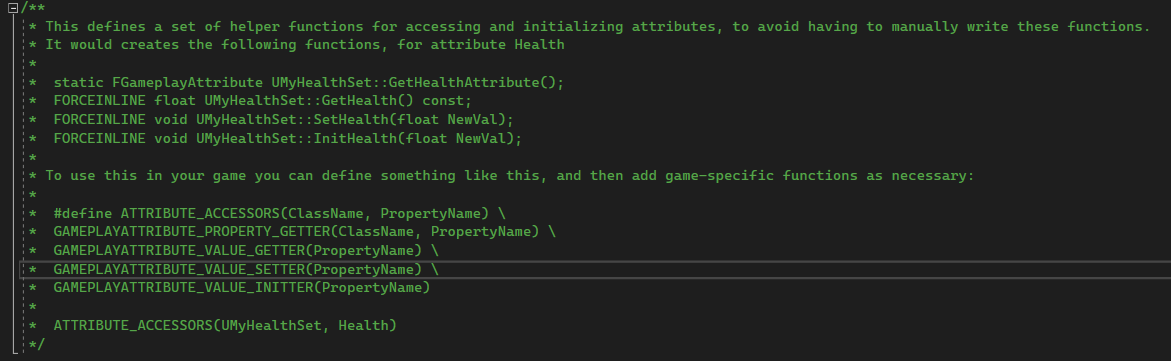 /**
* This defines a set of helper functions for accessing and initializing attributes, to avoid having to manually write these functions.
* It would creates the following functions, for attribute Health
*
*  static FGameplayAttribute UMyHealthSet::GetHealthAttribute();
*  FORCEINLINE float UMyHealthSet::GetHealth() const;
*  FORCEINLINE void UMyHealthSet::SetHealth(float NewVal);
*  FORCEINLINE void UMyHealthSet::InitHealth(float NewVal);
*
* To use this in your game you can define something like this, and then add game-specific functions as necessary:
*
*  #define ATTRIBUTE_ACCESSORS(ClassName, PropertyName) \
*  GAMEPLAYATTRIBUTE_PROPERTY_GETTER(ClassName, PropertyName) \
*  GAMEPLAYATTRIBUTE_VALUE_GETTER(PropertyName) \
*  GAMEPLAYATTRIBUTE_VALUE_SETTER(PropertyName) \
*  GAMEPLAYATTRIBUTE_VALUE_INITTER(PropertyName)
*
*  ATTRIBUTE_ACCESSORS(UMyHealthSet, Health)
*/